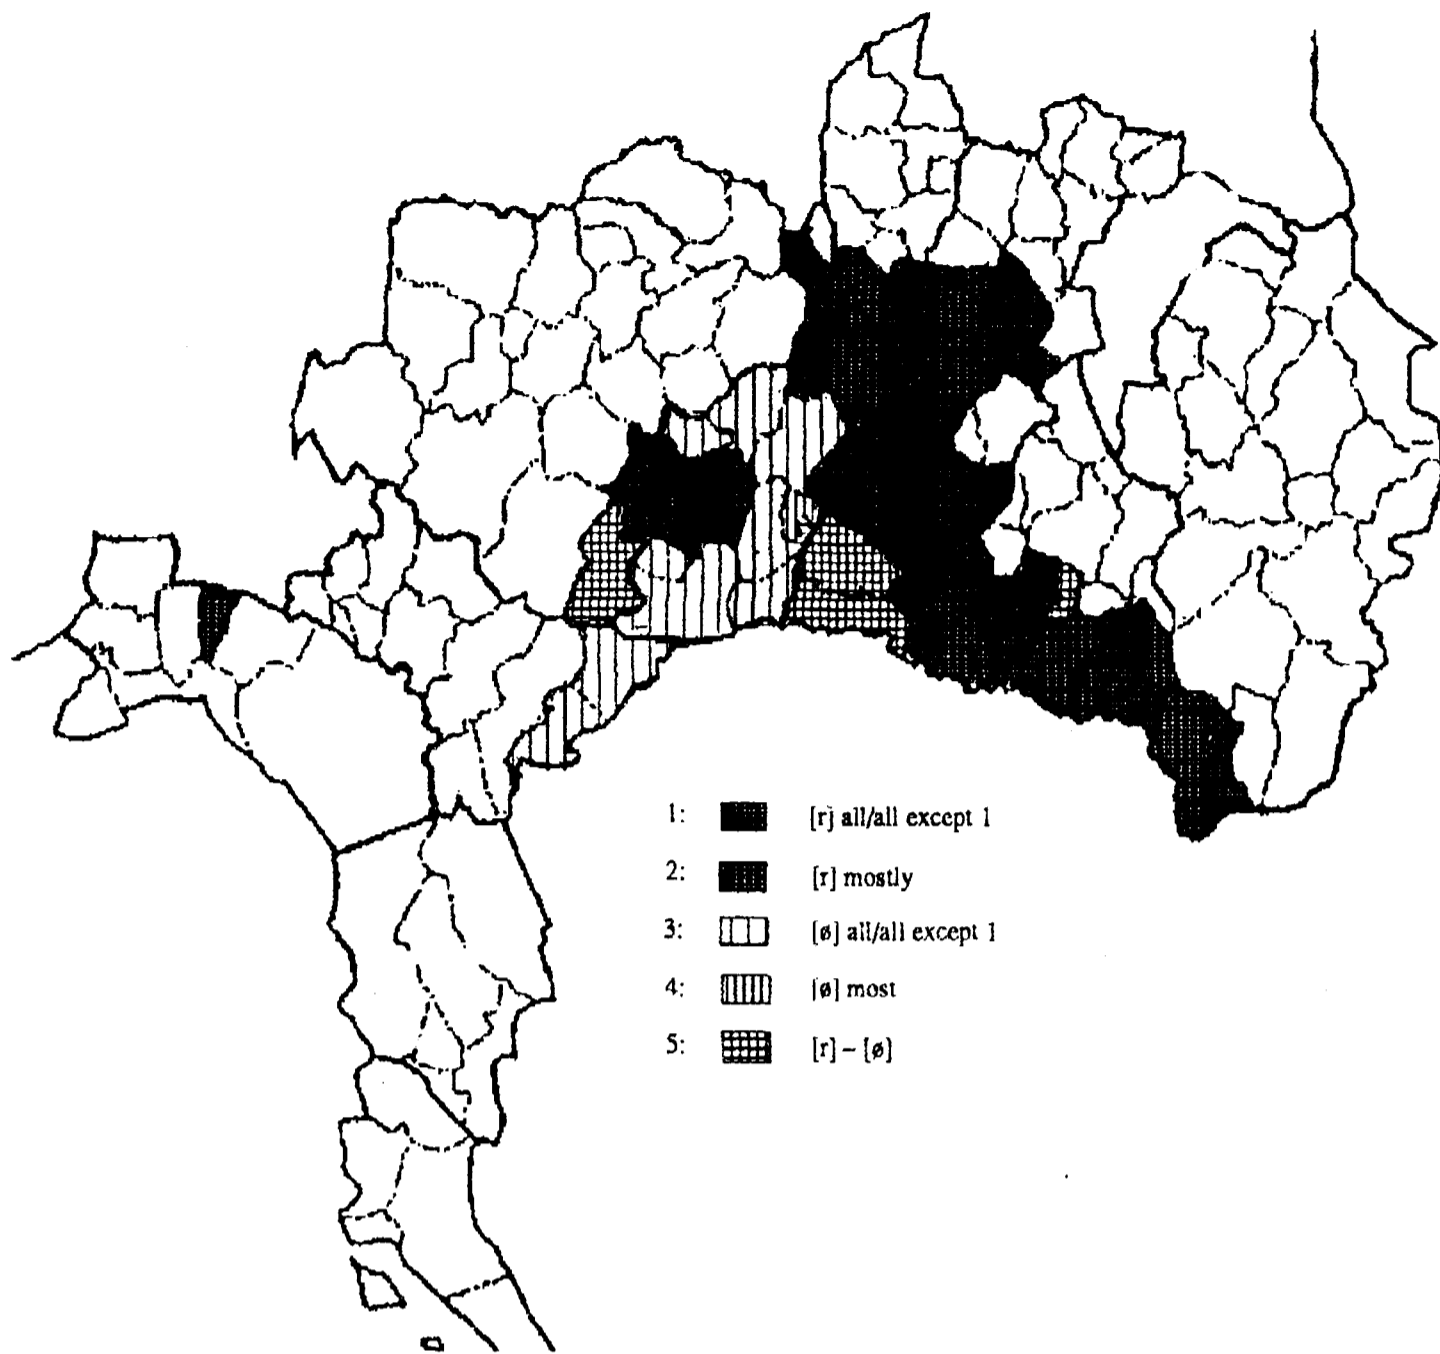 1: [r] all/all except 1
2: [r] mostly
3: [ø] all/all except 1
4: [ø] most
5: [r] – [ø]